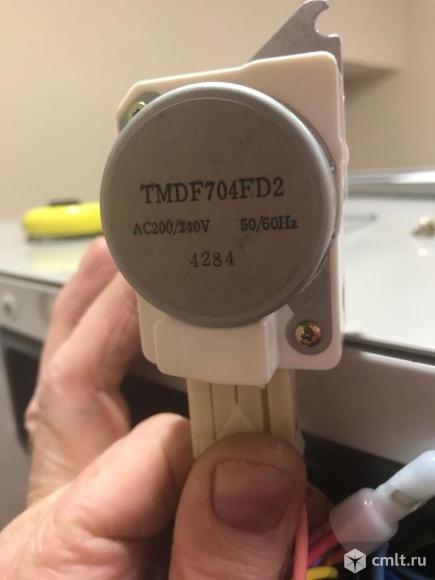 TMDF704FD2
AC200/240V 50/60Hz
4284
cmlt.ru